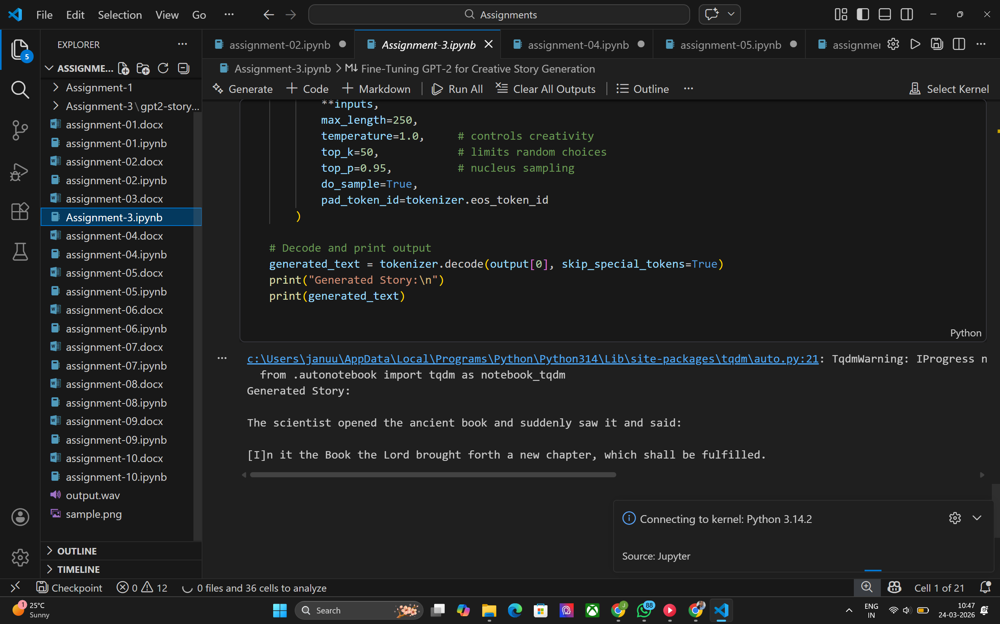 File Edit Selection View Go ··· Assignments
EXPLORER ···
assignment-02.ipynb Assignment-3.ipynb assignment-04.ipynb assignment-05.ipynb assignmer ···
5
ASSIGNME...
Assignment-3.ipynb > M↓ Fine-Tuning GPT-2 for Creative Story Generation
Generate + Code + Markdown | Run All Clear All Outputs | Outline ··· Select Kernel
Assignment-1
Assignment-3\gpt2-story...
assignment-01.docx
assignment-01.ipynb
assignment-02.docx
assignment-02.ipynb
assignment-03.docx
Assignment-3.ipynb
assignment-04.docx
assignment-04.ipynb
assignment-05.docx
assignment-05.ipynb
assignment-06.docx
assignment-06.ipynb
assignment-07.docx
assignment-07.ipynb
assignment-08.docx
assignment-08.ipynb
assignment-09.docx
assignment-09.ipynb
assignment-10.docx
assignment-10.ipynb
output.wav
sample.png
OUTLINE
TIMELINE
**inputs,
max_length=250,
temperature=1.0, # controls creativity
top_k=50, # limits random choices
top_p=0.95, # nucleus sampling
do_sample=True,
pad_token_id=tokenizer.eos_token_id
)
# Decode and print output
generated_text = tokenizer.decode(output[0], skip_special_tokens=True)
print("Generated Story:\n")
print(generated_text)
Python
··· c:\Users\januu\AppData\Local\Programs\Python\Python314\Lib\site-packages\tqdm\auto.py:21: TqdmWarning: IProgress n
from .autonotebook import tqdm as notebook_tqdm
Generated Story:
The scientist opened the ancient book and suddenly saw it and said:
[I]n it the Book the Lord brought forth a new chapter, which shall be fulfilled.
Connecting to kernel: Python 3.14.2
Source: Jupyter
Checkpoint 0 12 0 files and 36 cells to analyze Cell 1 of 21
1 25°C
Sunny
Search
J
88
ENG
IN
10:47
24-03-2026